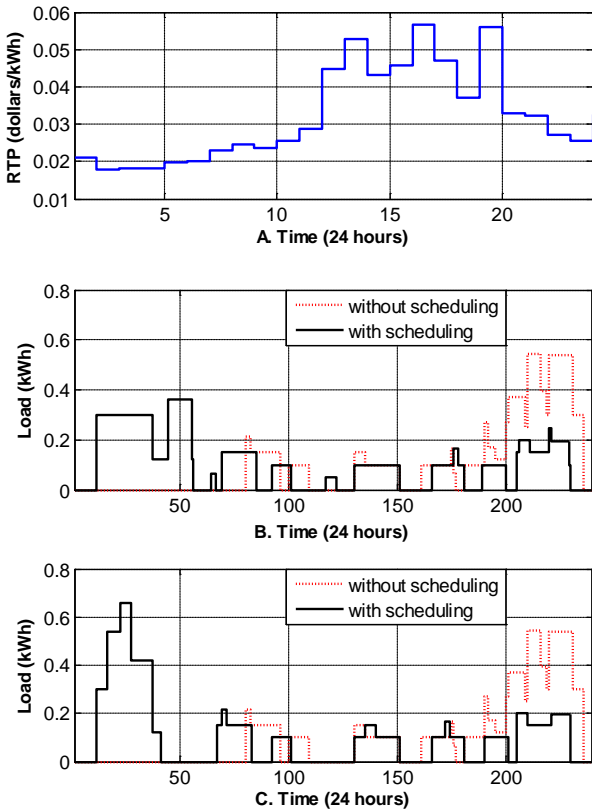 0.06
0.05
0.04
0.03
0.02
0.01
RTP (dollars/kWh)
5 10 15 20
A. Time (24 hours)
0.8
0.6
0.4
0.2
0
Load (kWh)
without scheduling
with scheduling
50 100 150 200
B. Time (24 hours)
0.8
0.6
0.4
0.2
0
Load (kWh)
without scheduling
with scheduling
50 100 150 200
C. Time (24 hours)